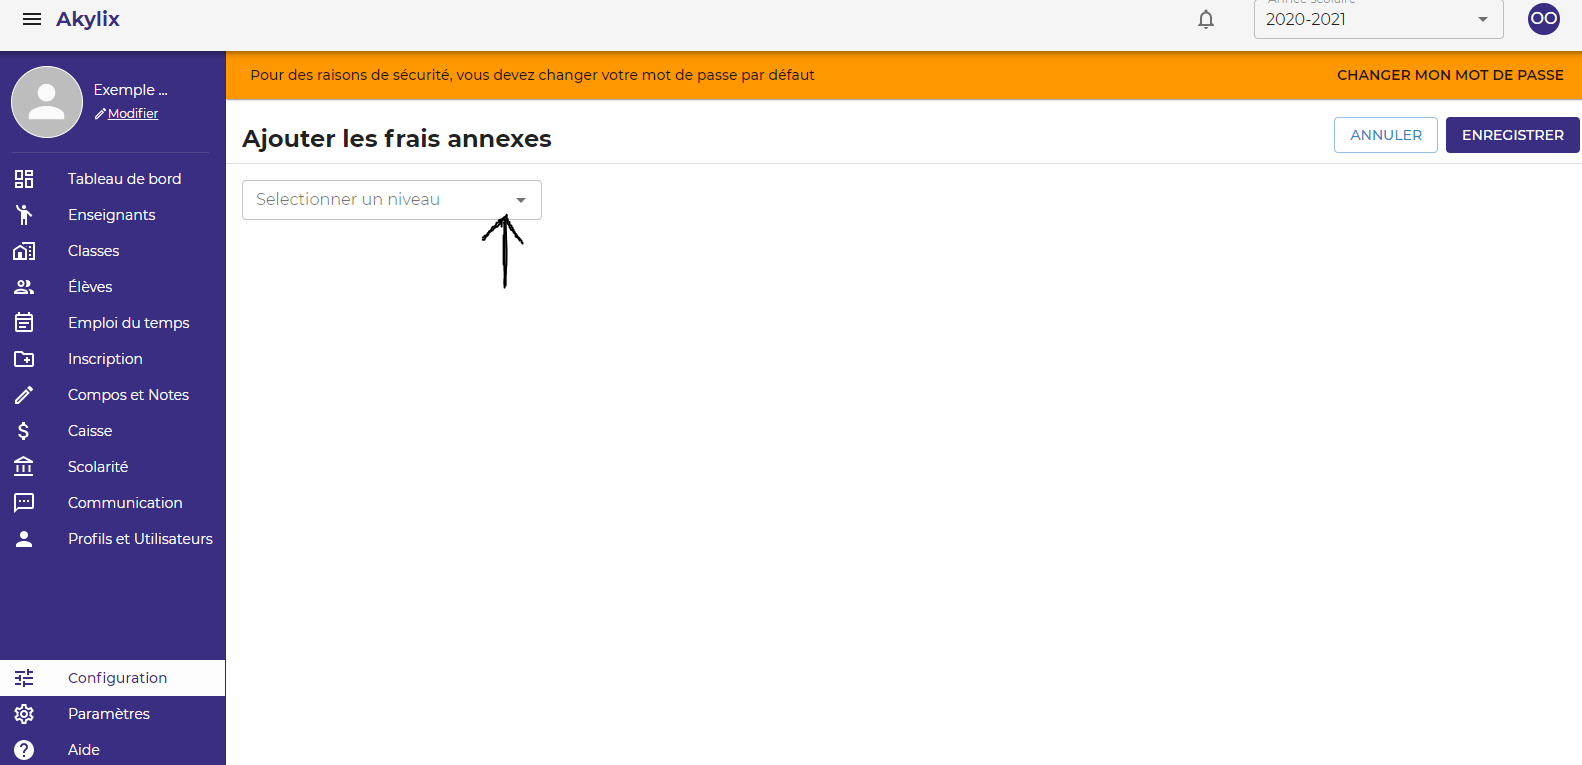 Akylix
Année scolaire
2020-2021
OO
Exemple ...
Modifier
Pour des raisons de sécurité, vous devez changer votre mot de passe par défaut
CHANGER MON MOT DE PASSE
Ajouter les frais annexes
ANNULER
ENREGISTRER
Selectionner un niveau
Tableau de bord
Enseignants
Classes
Élèves
Emploi du temps
Inscription
Compos et Notes
Caisse
Scolarité
Communication
Profils et Utilisateurs
Configuration
Paramètres
Aide